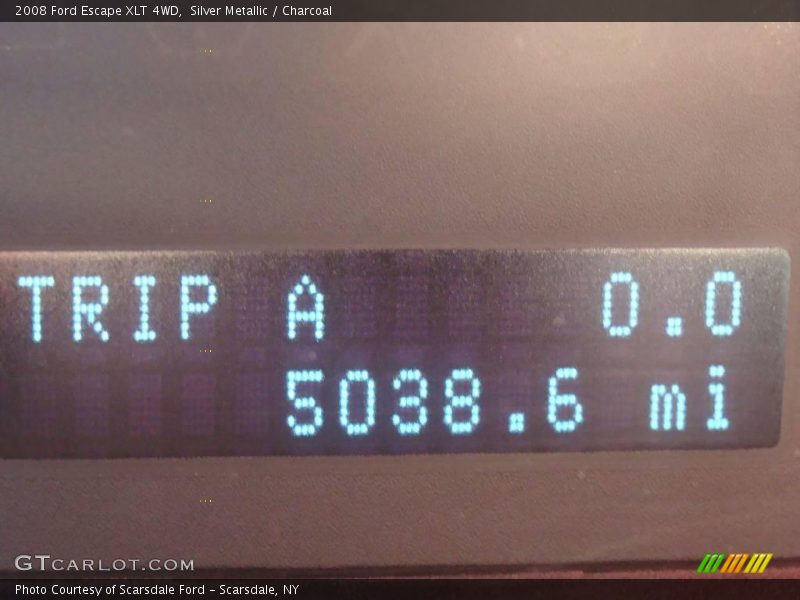 2008 Ford Escape XLT 4WD, Silver Metallic / Charcoal
TRIP A 0.0
5038.6 mi
GTCARLOT.COM
Photo Courtesy of Scarsdale Ford - Scarsdale, NY